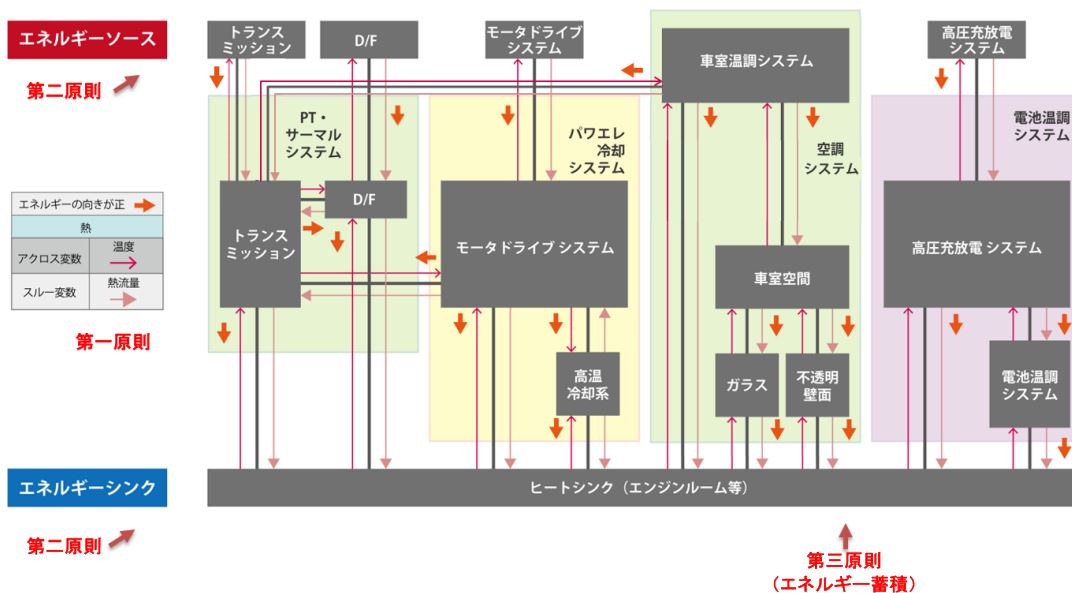 エネルギーソース
第二原則
トランス
ミッション
D/F
モータドライブ
システム
車室温調システム
高圧充放電
システム
PT・
サーマル
システム
パワエレ
冷却
システム
空調
システム
電池温調
システム
エネルギーの向きが正
熱
アクロス変数
温度
スルー変数
熱流量
第一原則
トランス
ミッション
D/F
モータドライブ システム
車室空間
高圧充放電 システム
高温
冷却系
ガラス
不透明
壁面
電池温調
システム
エネルギーシンク
ヒートシンク（エンジンルーム等）
第二原則
第三原則
（エネルギー蓄積）